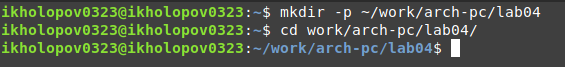 ikholopov0323@ikholopov0323:~$ mkdir -p ~/work/arch-pc/lab04
ikholopov0323@ikholopov0323:~$ cd work/arch-pc/lab04/
ikholopov0323@ikholopov0323:~/work/arch-pc/lab04$